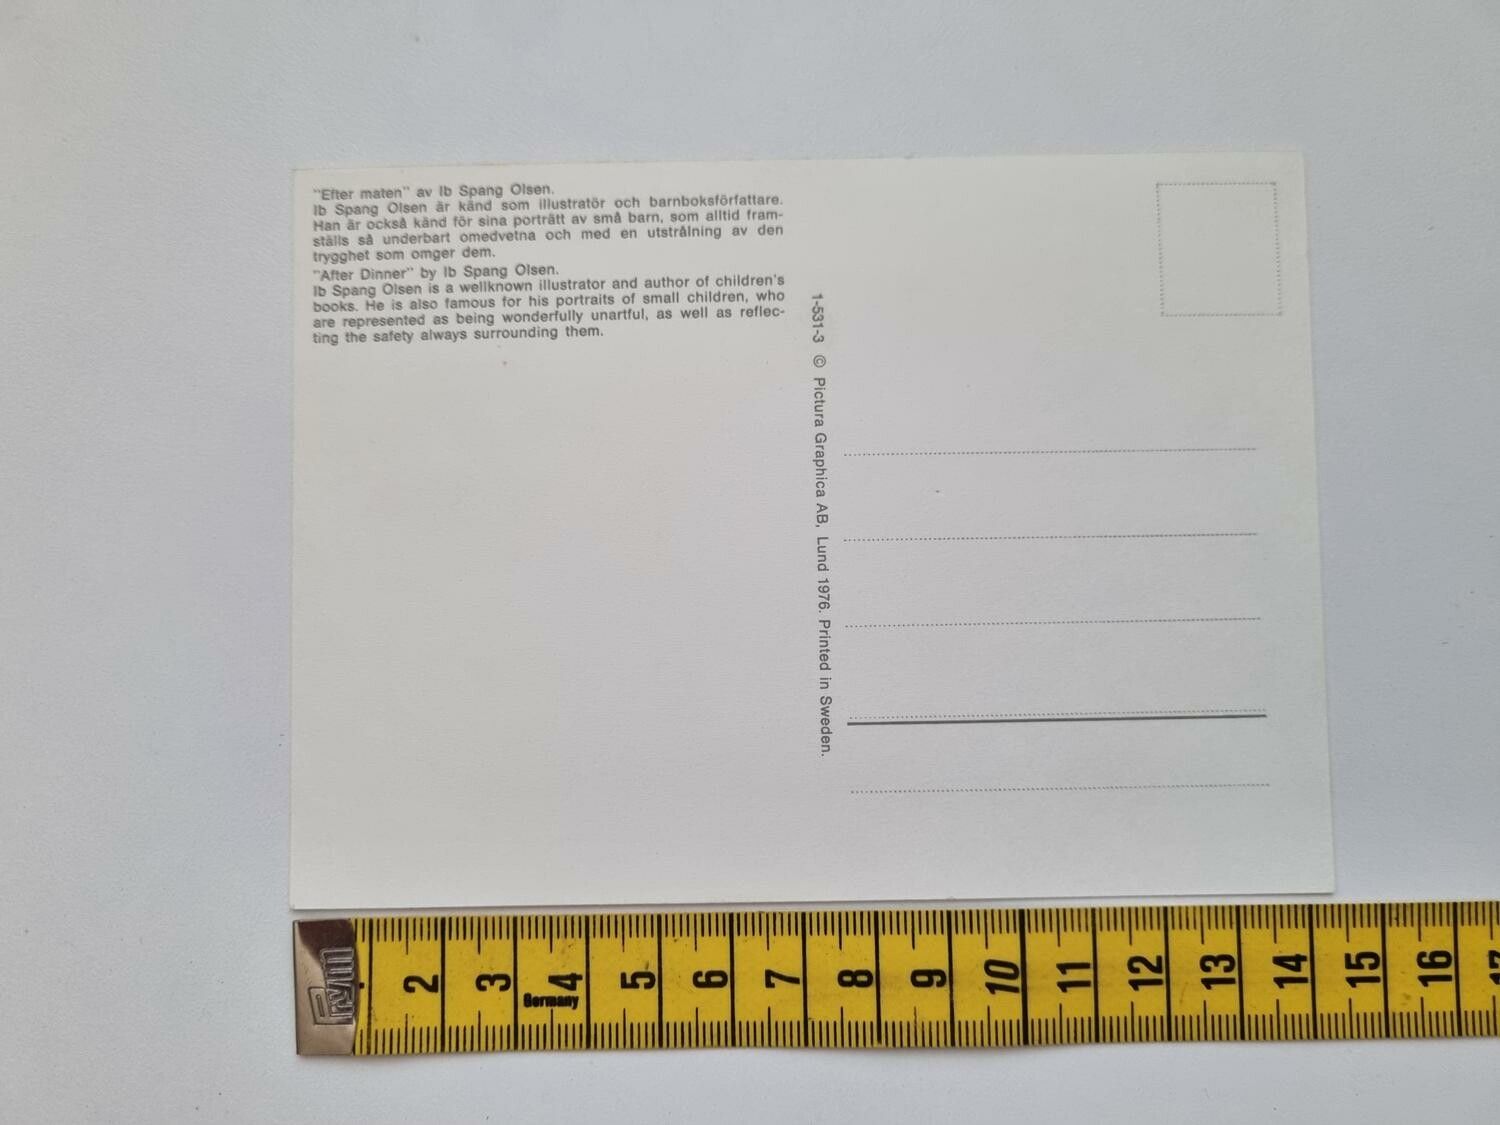 "Efter maten" av Ib Spang Olsen.
Ib Spang Olsen är känd som illustratör och barnboksförfattare.
Han är också känd för sina porträtt av små barn, som alltid fram-
ställs så underbart omedvetna och med en utstrålning av den
trygghet som omger dem.
"After Dinner" by Ib Spang Olsen.
Ib Spang Olsen is a wellknown illustrator and author of children's
books. He is also famous for his portraits of small children, who
are represented as being wonderfully unartful, as well as reflec-
ting the safety always surrounding them.
1-531-3 © Pictura Graphica AB, Lund 1976. Printed in Sweden.
Prym 2 3 4 5 6 7 8 9 10 11 12 13 14 15 16 17
Germany